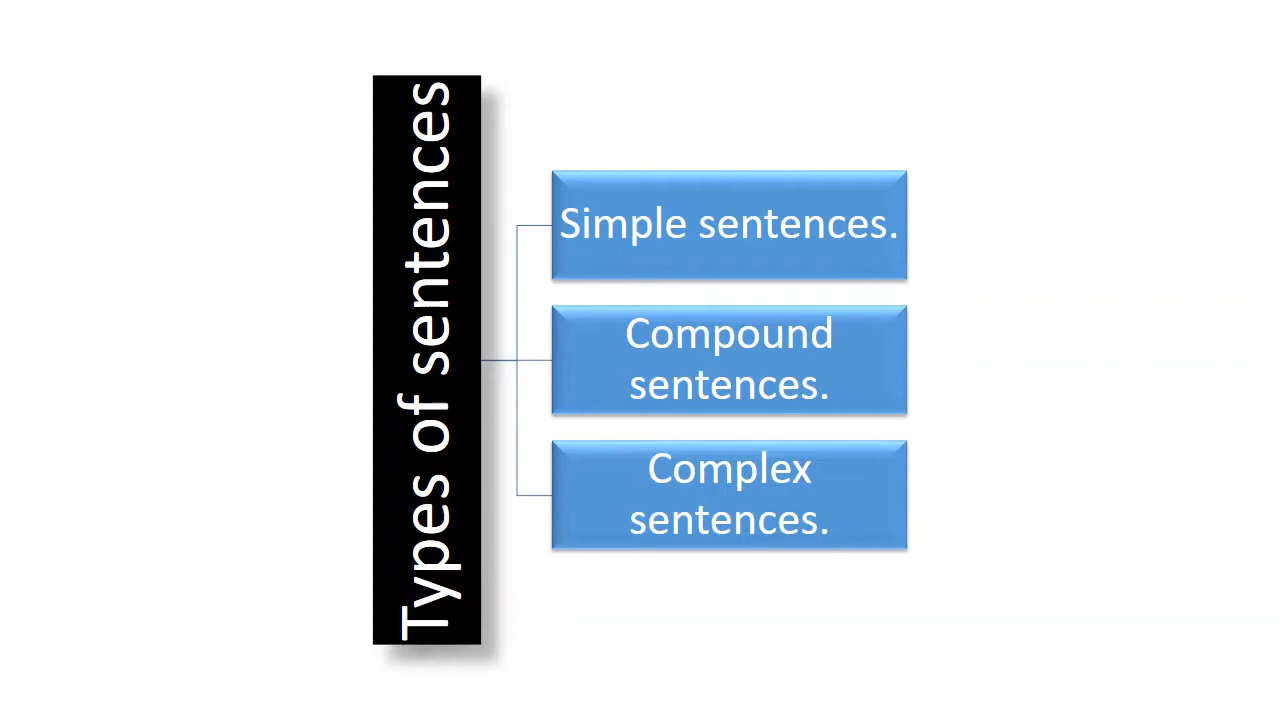 Types of sentences
Simple sentences.
Compound
sentences.
Complex
sentences.